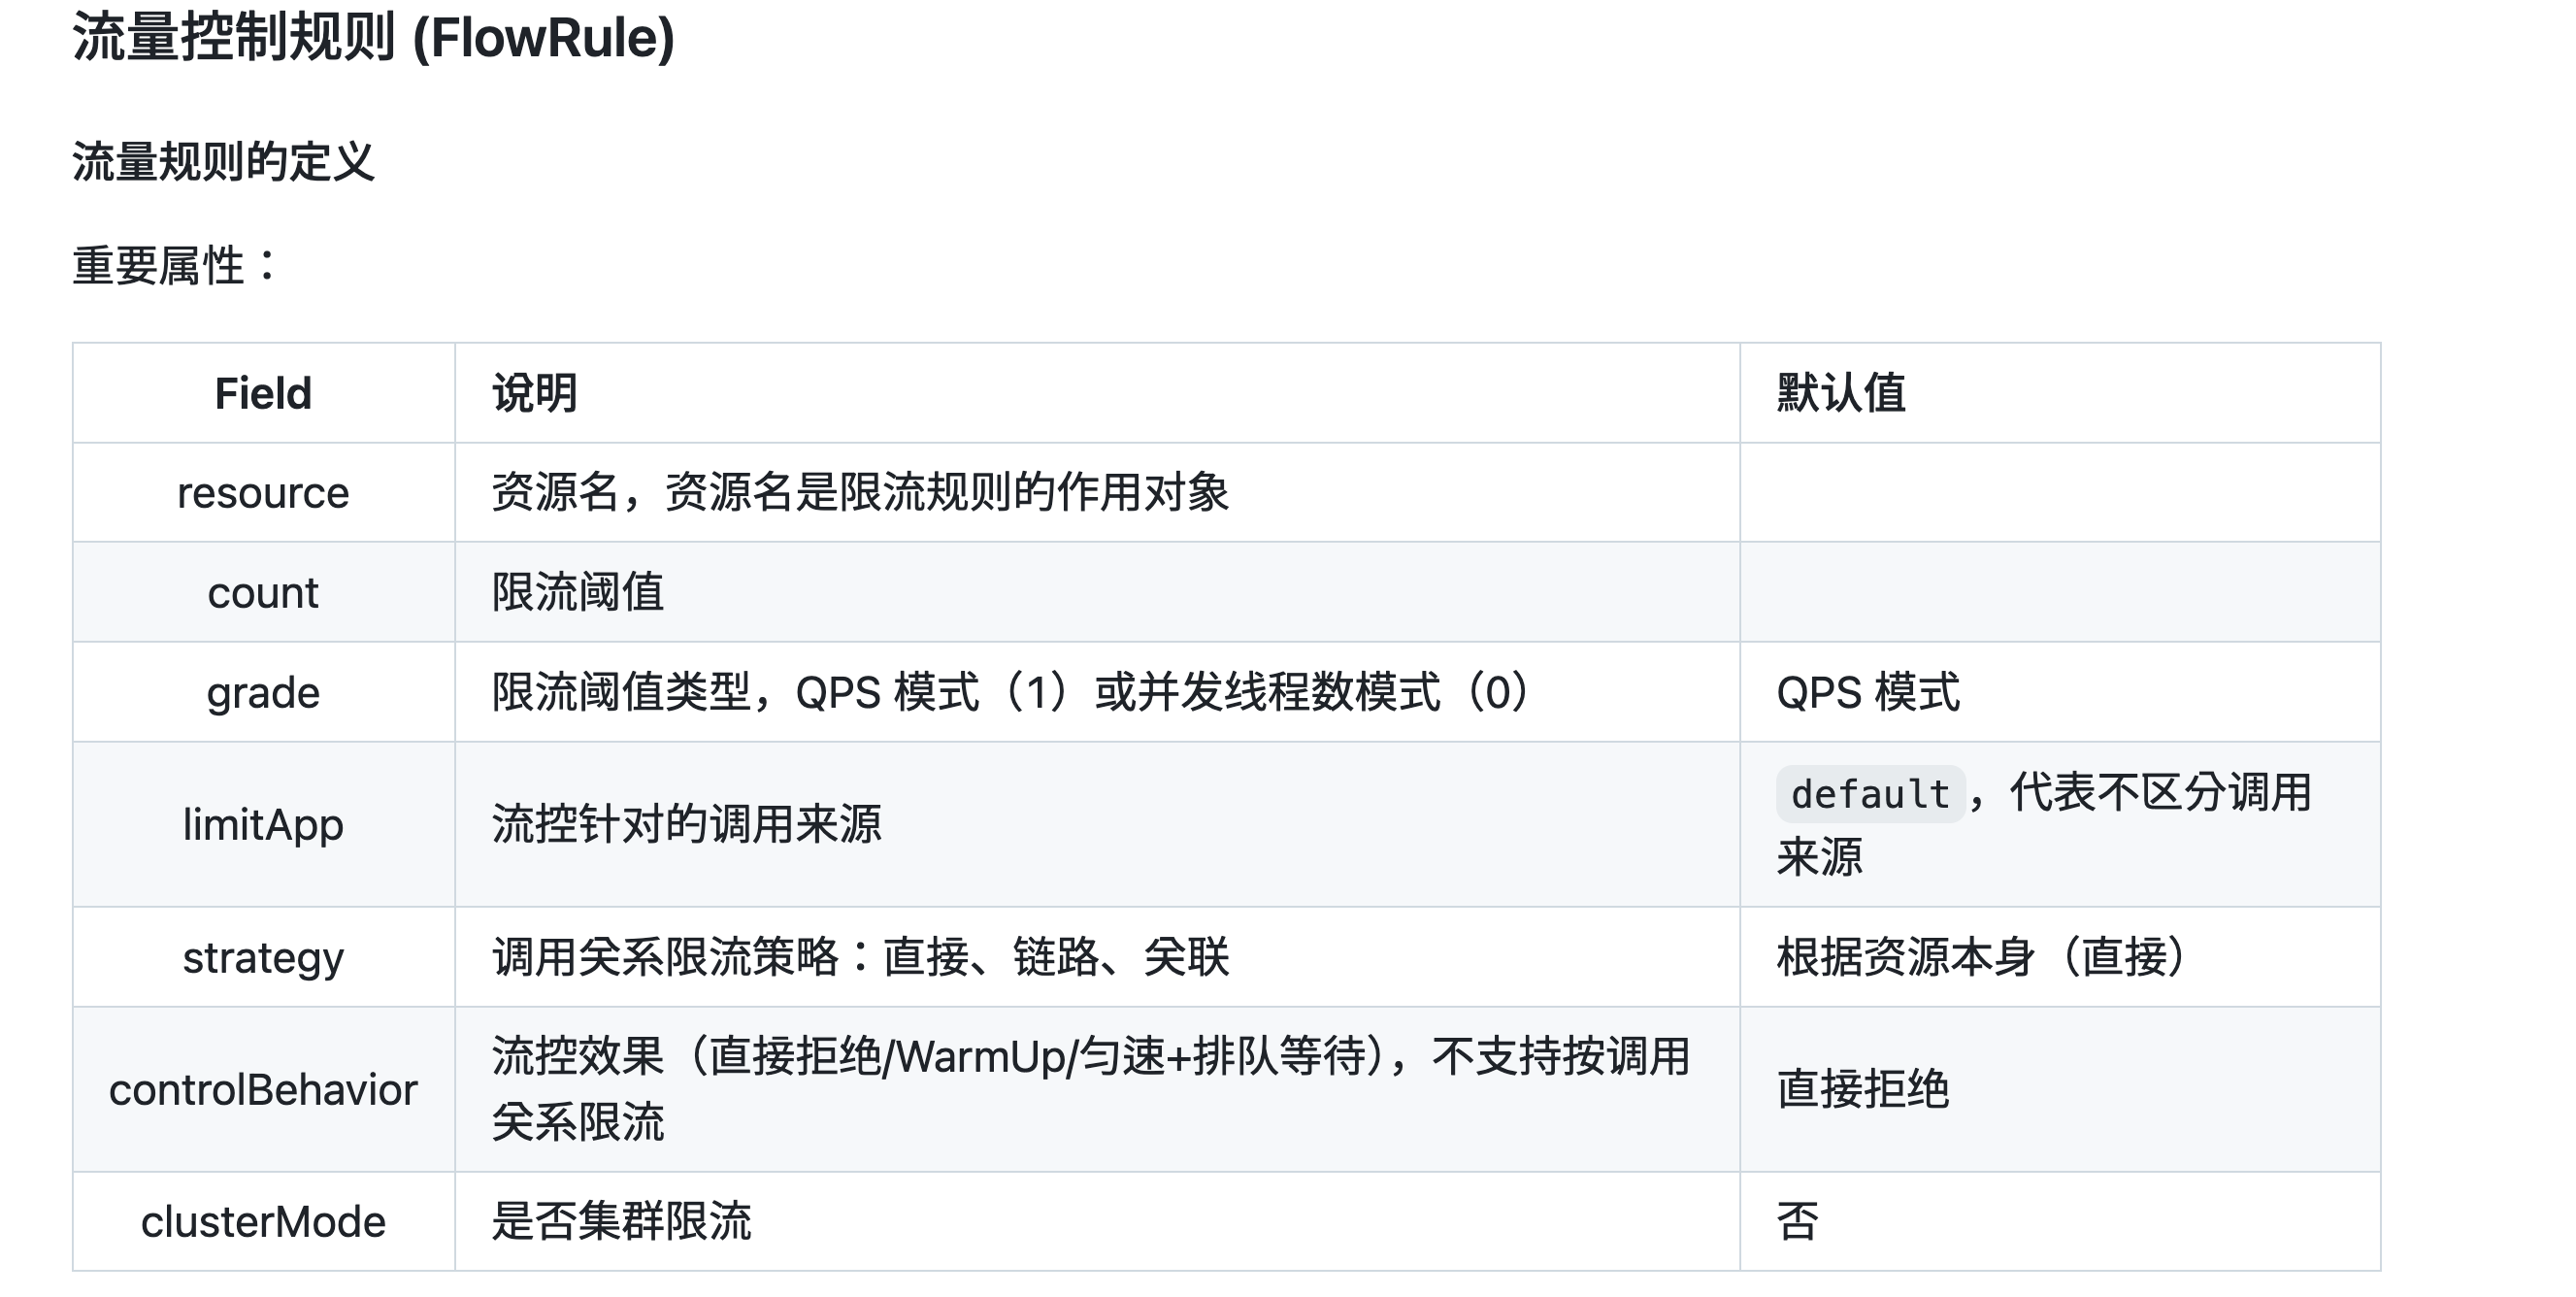 流量控制规则 (FlowRule)
流量规则的定义
重要属性：
Field 说明 默认值
resource 资源名，资源名是限流规则的作用对象
count 限流阈值
grade 限流阈值类型，QPS 模式（1）或并发线程数模式（0） QPS 模式
limitApp 流控针对的调用来源 default，代表不区分调用
来源
strategy 调用关系限流策略：直接、链路、关联 根据资源本身（直接）
controlBehavior 流控效果（直接拒绝/WarmUp/匀速+排队等待），不支持按调用
关系限流 直接拒绝
clusterMode 是否集群限流 否